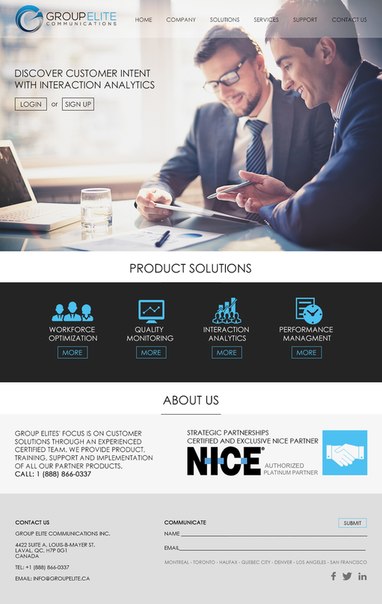 GROUPELITE
COMMUNICATIONS
HOME COMPANY SOLUTIONS SERVICES SUPPORT CONTACT US
DISCOVER CUSTOMER INTENT
WITH INTERACTION ANALYTICS
LOGIN or SIGN UP
PRODUCT SOLUTIONS
WORKFORCE
OPTIMIZATION
MORE
QUALITY
MONITORING
MORE
INTERACTION
ANALYTICS
MORE
PERFORMANCE
MANAGMENT
MORE
ABOUT US
GROUP ELITES' FOCUS IS ON CUSTOMER
SOLUTIONS THROUGH AN EXPERIENCED
CERTIFIED TEAM. WE PROVIDE PRODUCT,
TRAINING, SUPPORT AND IMPLEMENTATION
OF ALL OUR PARTNER PRODUCTS.
CALL: 1 (888) 866-0337
STRATEGIC PARTNERSHIPS
CERTIFIED AND EXCLUSIVE NICE PARTNER
NICE®
AUTHORIZED
PLATINUM PARTNER
CONTACT US
GROUP ELITE COMMUNICATIONS INC.
4422 SUITE A, LOUIS-B-MAYER ST.
LAVAL, QC, H7P 0G1
CANADA
TEL: +1 (888) 866-0337
EMAIL: INFO@GROUPELITE.CA
COMMUNICATE
SUBMIT
NAME
EMAIL
MONTREAL - TORONTO - HALIFAX - QUEBEC CITY - DENVER - LOS ANGELES - SAN FRANCISCO